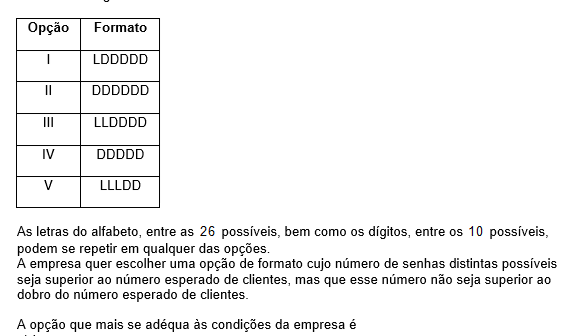 Opção Formato
I LDDDDD
II DDDDDD
III LLDDDD
IV DDDDD
V LLLDD
As letras do alfabeto, entre as 26 possíveis, bem como os dígitos, entre os 10 possíveis,
podem se repetir em qualquer das opções.
A empresa quer escolher uma opção de formato cujo número de senhas distintas possíveis
seja superior ao número esperado de clientes, mas que esse número não seja superior ao
dobro do número esperado de clientes.
A opção que mais se adéqua às condições da empresa é